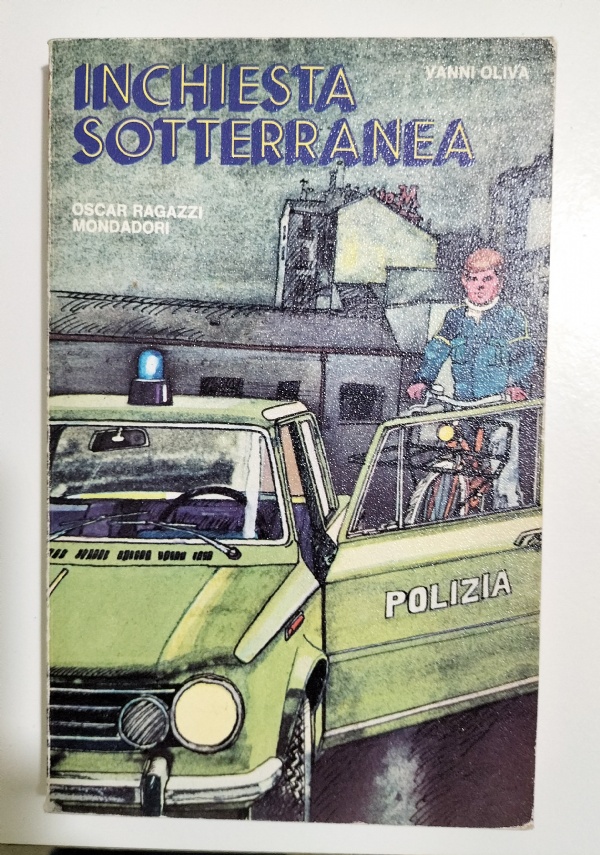 INCHIESTA
SOTTERRANEA
VANNI OLIVA
OSCAR RAGAZZI
MONDADORI
POLIZIA